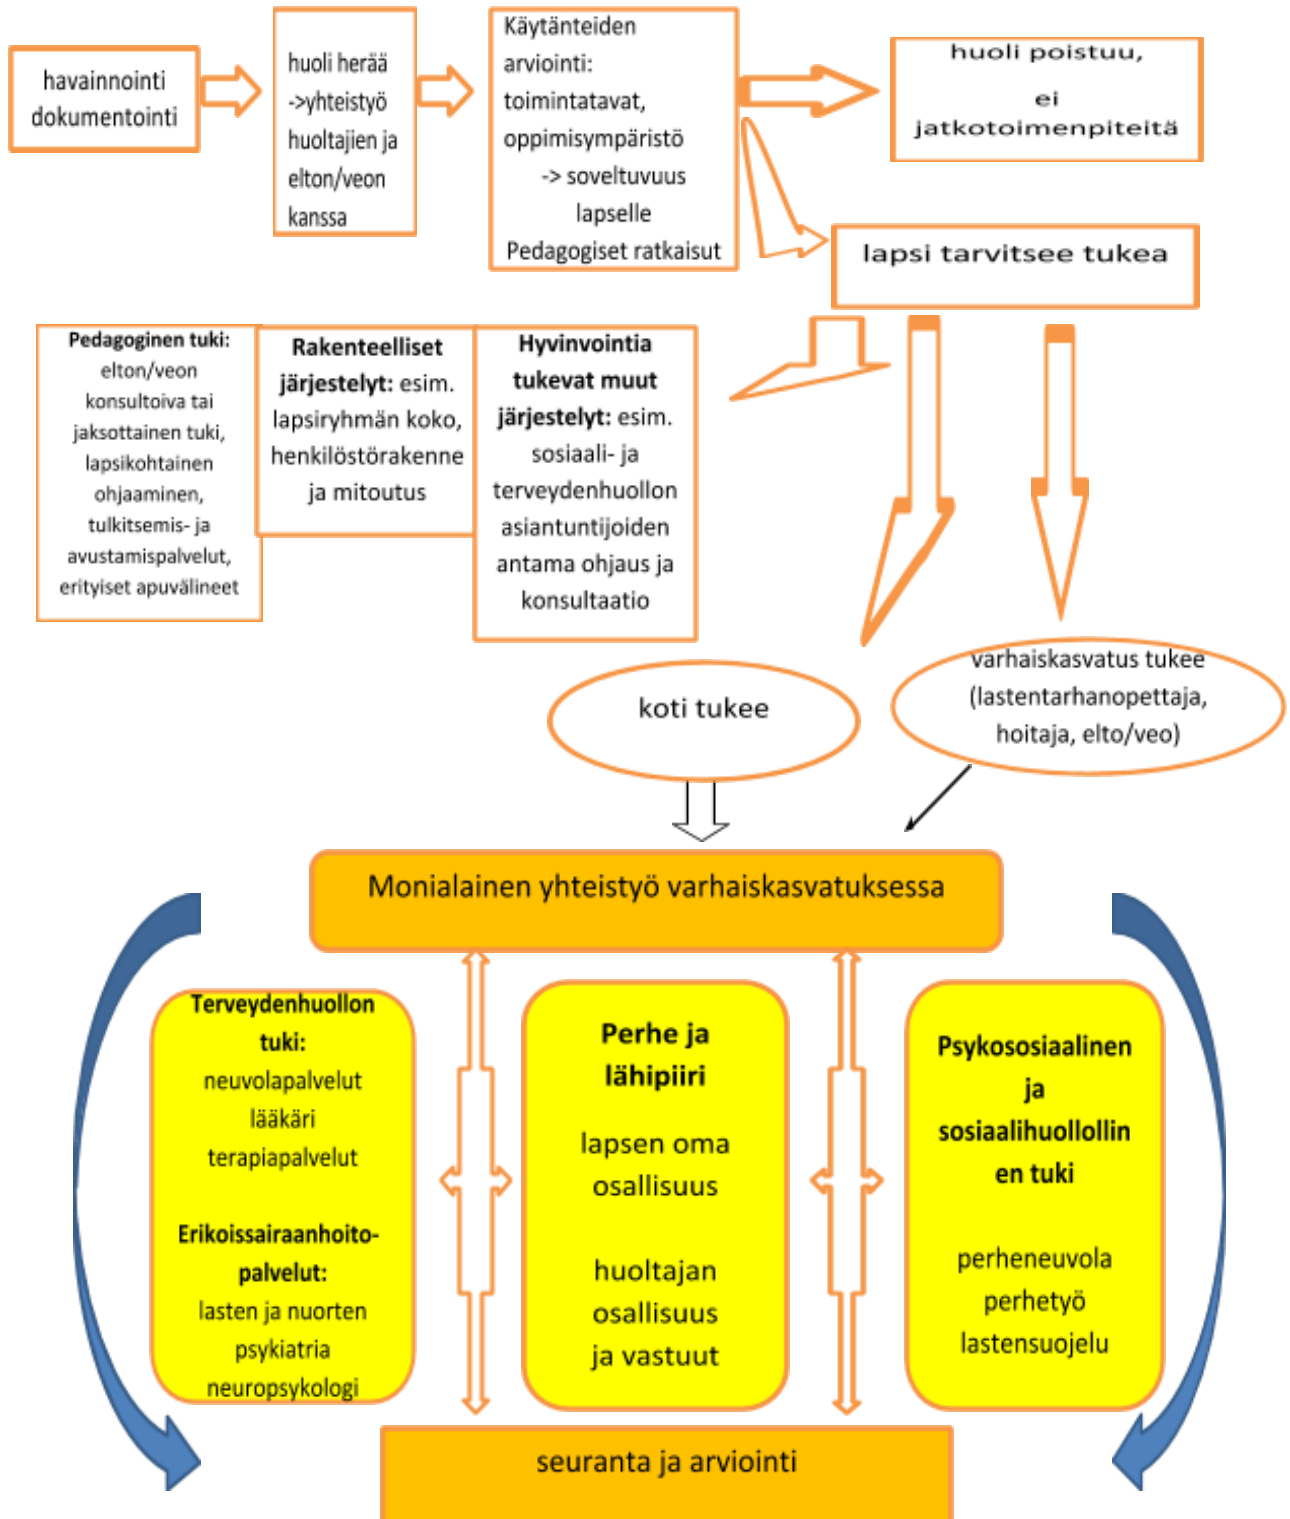 havainnointi
dokumentointi
huoli herää
->yhteistyö
huoltajien ja
elton/veon
kanssa
Käytänteiden
arviointi:
toimintatavat,
oppimisympäristö
-> soveltuvuus
lapselle
Pedagogiset ratkaisut
huoli poistuu,
ei
jatkotoimenpiteitä
lapsi tarvitsee tukea
Pedagoginen tuki:
elton/veon
konsultoiva tai
jaksottainen tuki,
lapsikohtainen
ohjaaminen,
tulkitsemis- ja
avustamispalvelut,
erityiset apuvälineet
Rakenteelliset
järjestelyt: esim.
lapsiryhmän koko,
henkilöstörakenne
ja mitoutus
Hyvinvointia
tukevat muut
järjestelyt: esim.
sosiaali- ja
terveydenhuollon
asiantuntijoiden
antama ohjaus ja
konsultaatio
koti tukee
varhaiskasvatus tukee
(lastentarhanopettaja,
hoitaja, elto/veo)
Monialainen yhteistyö varhaiskasvatuksessa
Terveydenhuollon
tuki:
neuvolapalvelut
lääkäri
terapiapalvelut
Erikoissairaanhoito-
palvelut:
lasten ja nuorten
psykiatria
neuropsykologi
Perhe ja
lähipiiri
lapsen oma
osallisuus
huoltajan
osallisuus
ja vastuut
Psykososiaalinen
ja
sosiaalihuollollin
en tuki
perheneuvola
perhetyö
lastensuojelu
seuranta ja arviointi